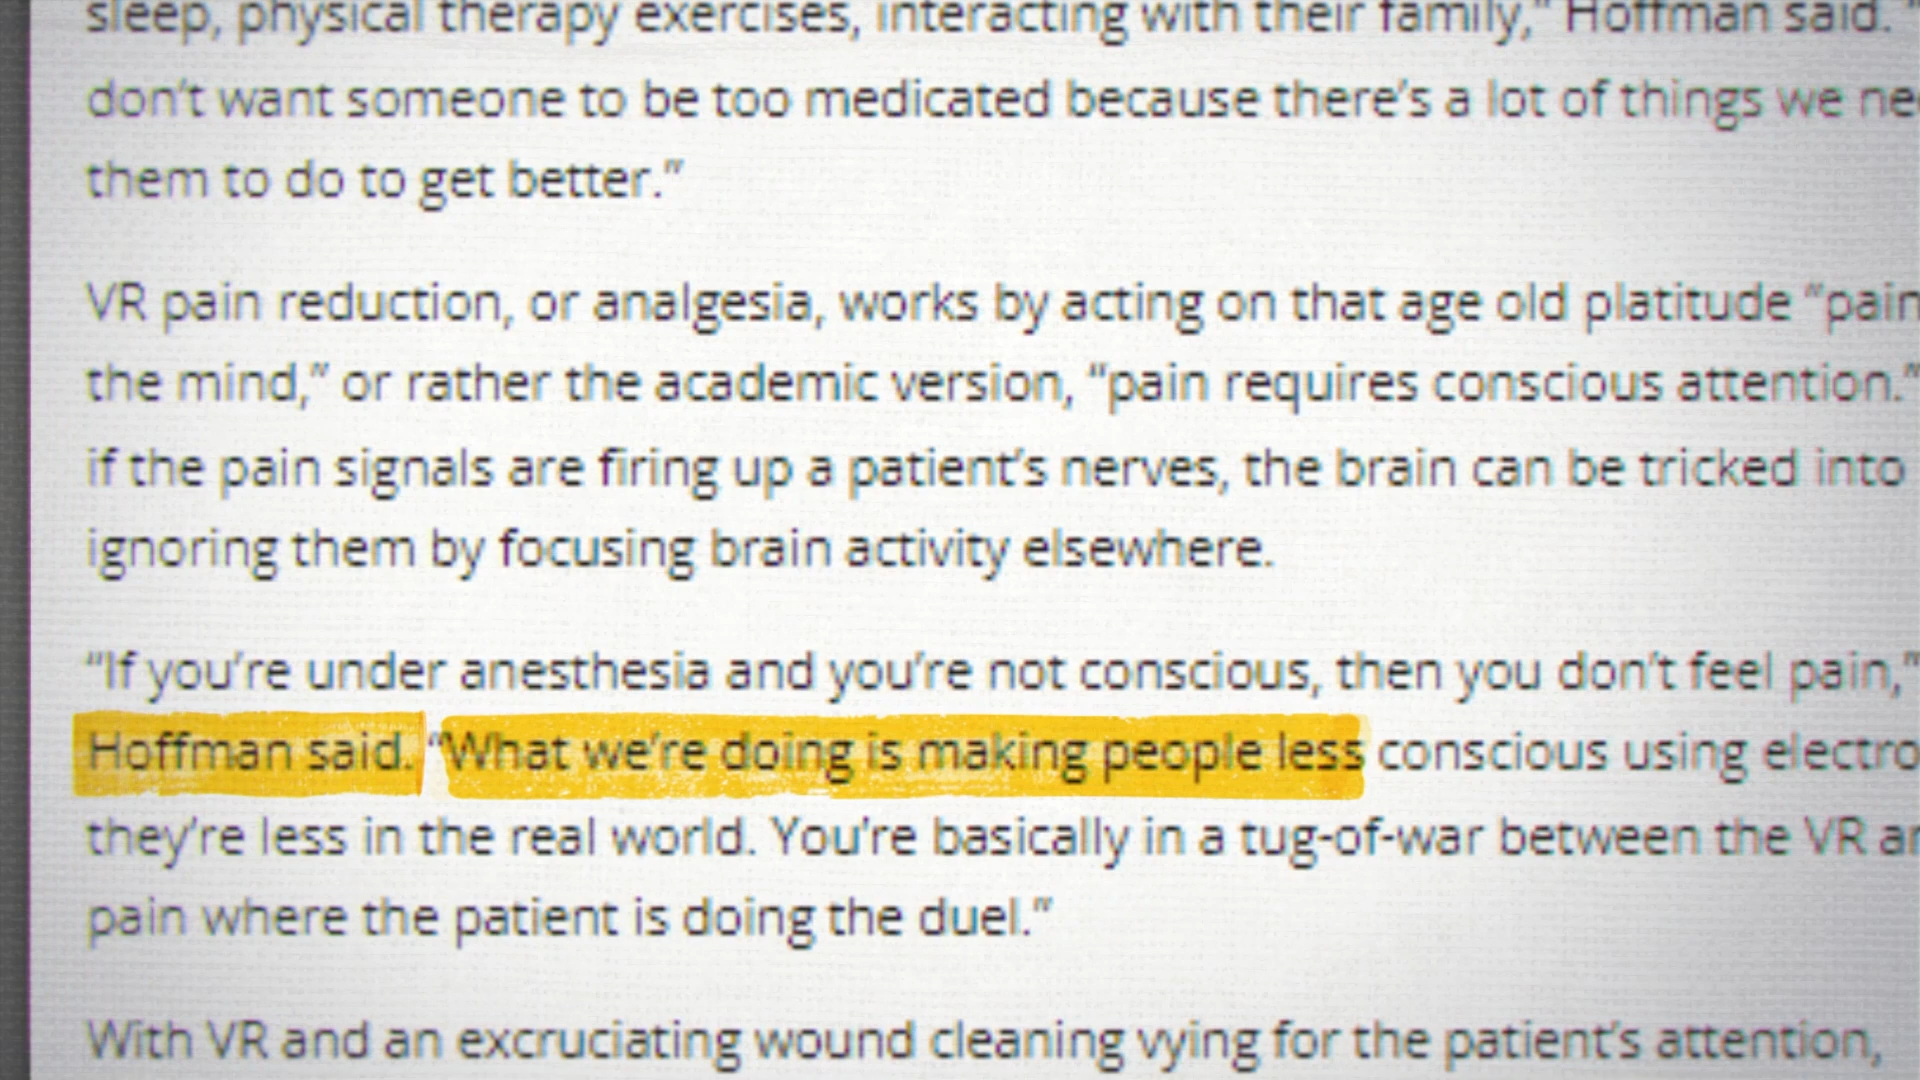 sleep, physical therapy exercises, interacting with their family,” Hoffman said. “
don’t want someone to be too medicated because there’s a lot of things we
them to do to get better.”
VR pain reduction, or analgesia, works by acting on that age old platitude “pain
the mind,” or rather the academic version, “pain requires conscious attention.”
if the pain signals are firing up a patient’s nerves, the brain can be tricked into
ignoring them by focusing brain activity elsewhere.
“If you’re under anesthesia and you’re not conscious, then you don’t feel pain,”
Hoffman said. “What we’re doing is making people less conscious using
they’re less in the real world. You’re basically in a tug-of-war between the VR
pain where the patient is doing the duel.”
With VR and an excruciating wound cleaning vying for the patient’s attention,